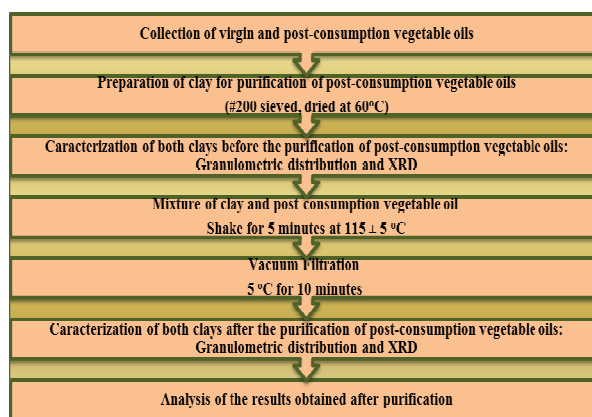 Collection of virgin and post-consumption vegetable oils
Preparation of clay for purification of post-consumption vegetable oils
(#200 sieved, dried at 60°C)
Caracterization of both clays before the purification of post-consumption vegetable oils:
Granulometric distribution and XRD
Mixture of clay and post consumption vegetable oil
Shake for 5 minutes at 115 ± 5 °C
Vacuum Filtration
5 °C for 10 minutes
Caracterization of both clays after the purification of post-consumption vegetable oils:
Granulometric distribution and XRD
Analysis of the results obtained after purification